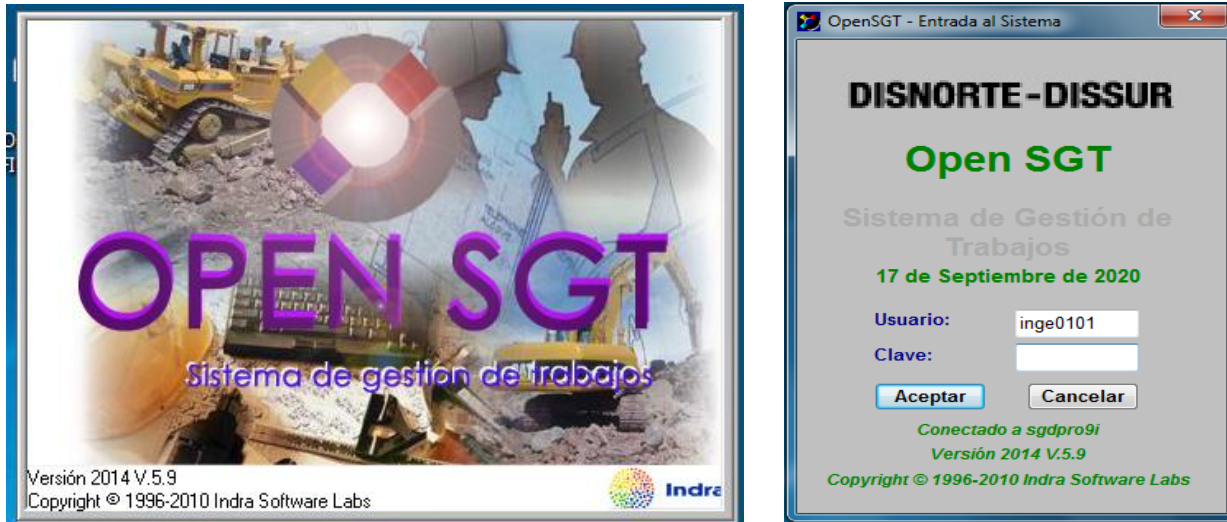 OPEN SGT
Sistema de gestion de trabajos
Versión 2014 V.5.9
Copyright © 1996-2010 Indra Software Labs
Indra
OpenSGT - Entrada al Sistema
DISNORTE-DISSUR
Open SGT
Sistema de Gestión de
Trabajos
17 de Septiembre de 2020
Usuario: inge0101
Clave:
Aceptar Cancelar
Conectado a sgdpro9i
Versión 2014 V.5.9
Copyright © 1996-2010 Indra Software Labs